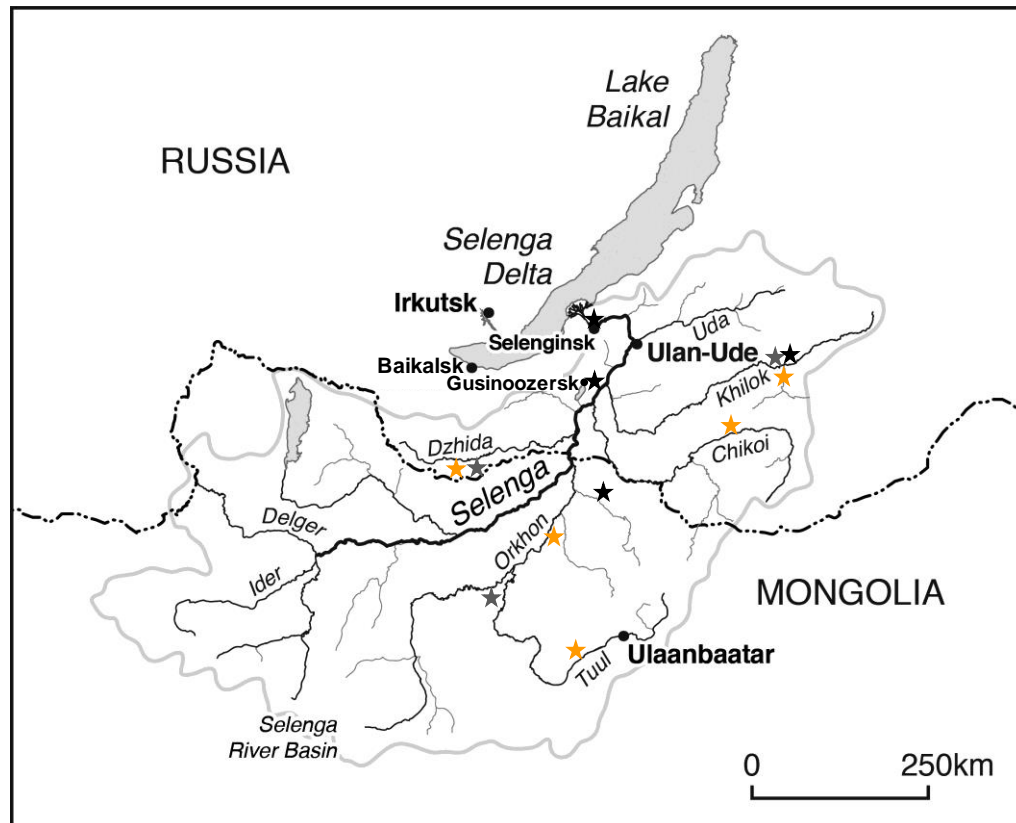 Lake
Baikal
RUSSIA
Selenga
Delta
Irkutsk
Selenginsk
Uda
Ulan-Ude
Baikalsk
Gusinoozersk
Khilok
Dzhida
Chikoi
Selenga
Delger
Orkhon
Ider
MONGOLIA
Ulaanbaatar
Tuul
Selenga
River Basin
0 250km